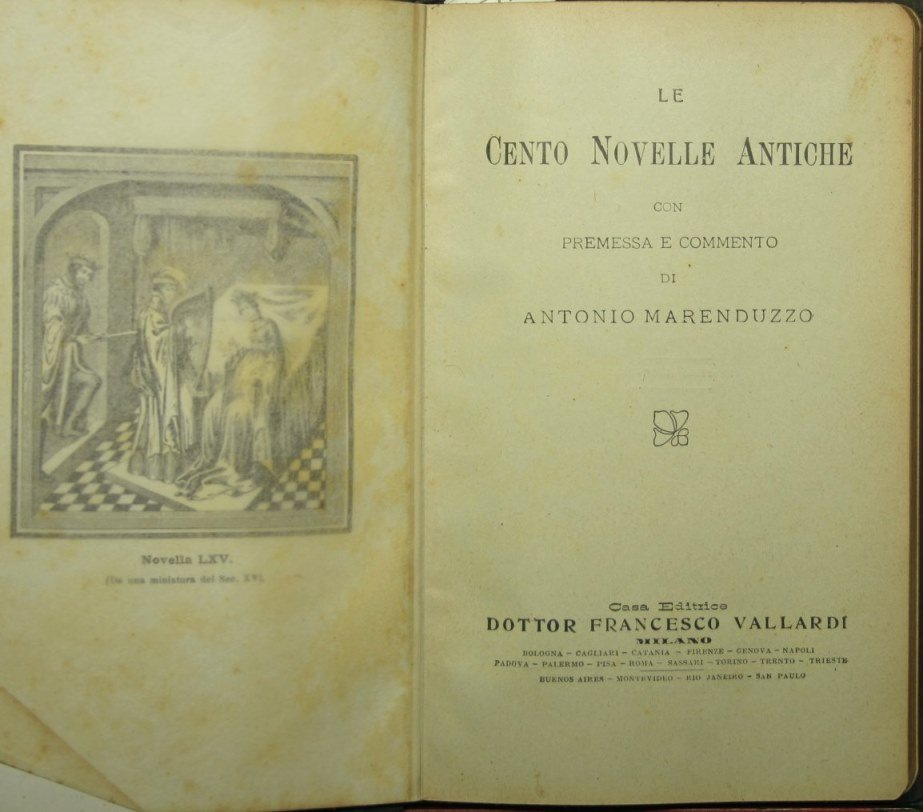 Novella LXV.
(Da una miniatura del Sec. XV).
LE
CENTO NOVELLE ANTICHE
CON
PREMESSA E COMMENTO
DI
ANTONIO MARENDUZZO
Casa Editrice
DOTTOR FRANCESCO VALLARDI
MILANO
BOLOGNA - CAGLIARI - CATANIA - FIRENZE - GENOVA - NAPOLI
PADOVA - PALERMO - PISA - ROMA - SASSARI - TORINO - TRENTO - TRIESTE
BUENOS AIRES - MONTEVIDEO - RIO JANEIRO - SAN PAULO